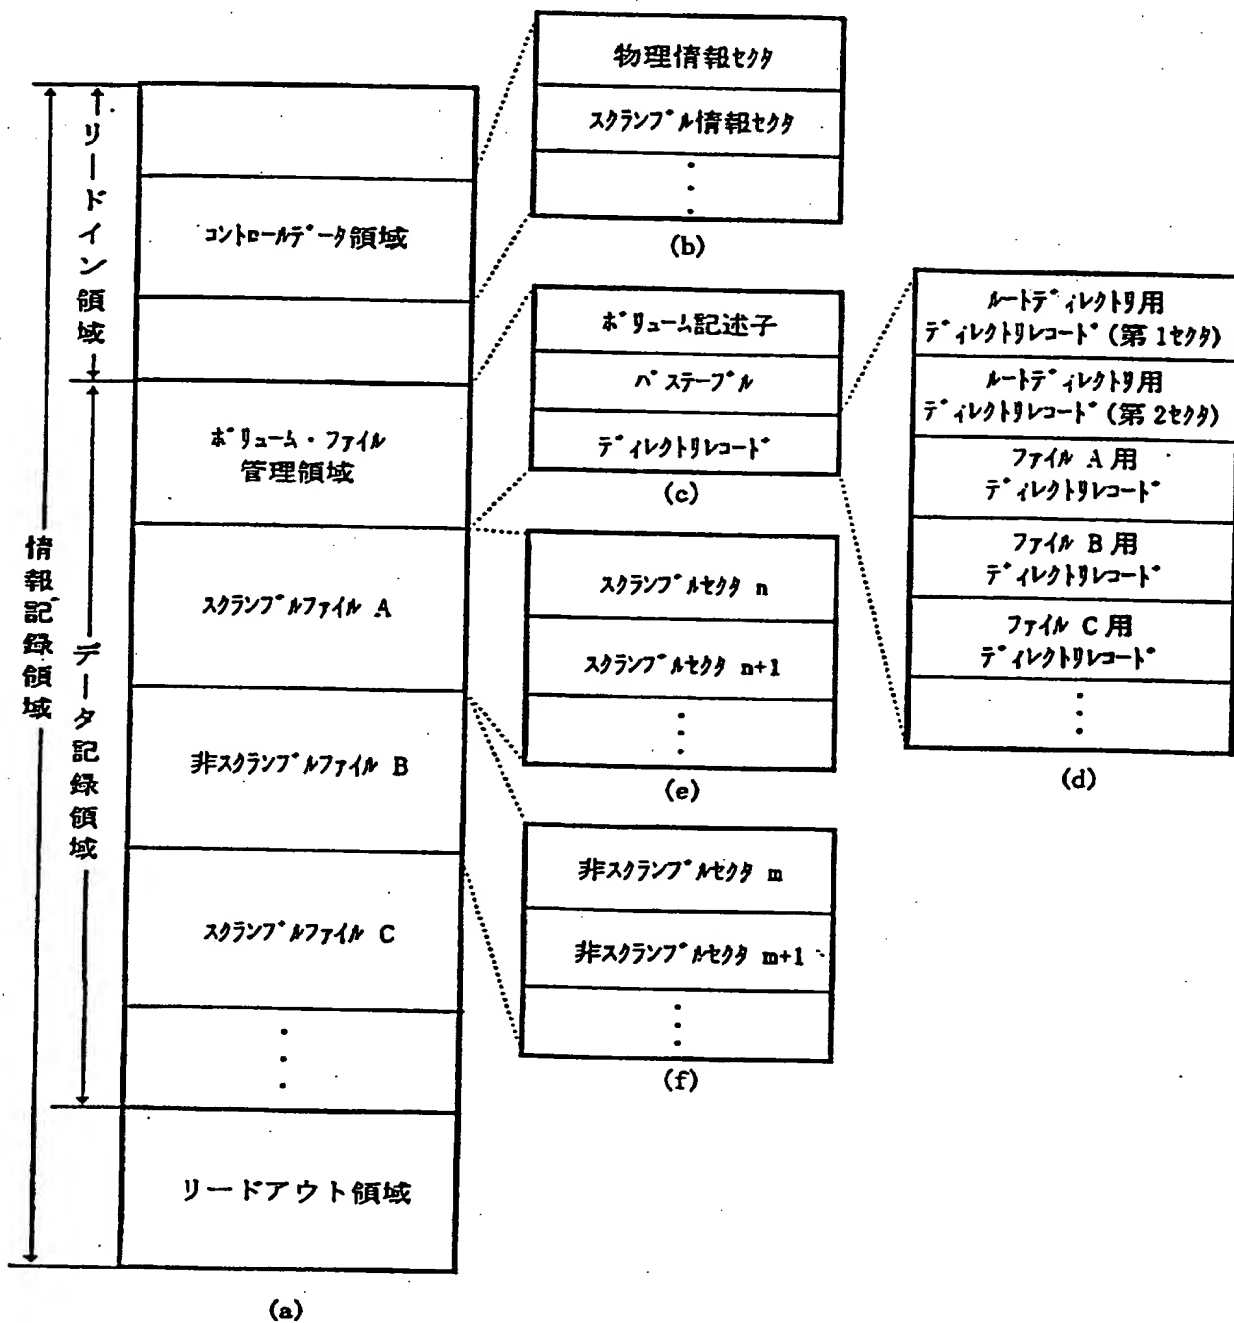 情報記録領域
リードイン領域
データ記録領域
コントロールデータ領域
ボリューム・ファイル
管理領域
スクランブルファイル A
非スクランブルファイル B
スクランブルファイル C
・
・
・
リードアウト領域
(a)
物理情報セクタ
スクランブル情報セクタ
・
・
・
(b)
ボリューム記述子
パステーブル
ディレクトリレコード
(c)
ルートディレクトリ用
ディレクトリレコード(第1セクタ)
ルートディレクトリ用
ディレクトリレコード(第2セクタ)
ファイル A 用
ディレクトリレコード
ファイル B 用
ディレクトリレコード
ファイル C 用
ディレクトリレコード
・
・
・
(d)
スクランブルセクタ n
スクランブルセクタ n+1
・
・
・
(e)
非スクランブルセクタ m
非スクランブルセクタ m+1
・
・
・
(f)